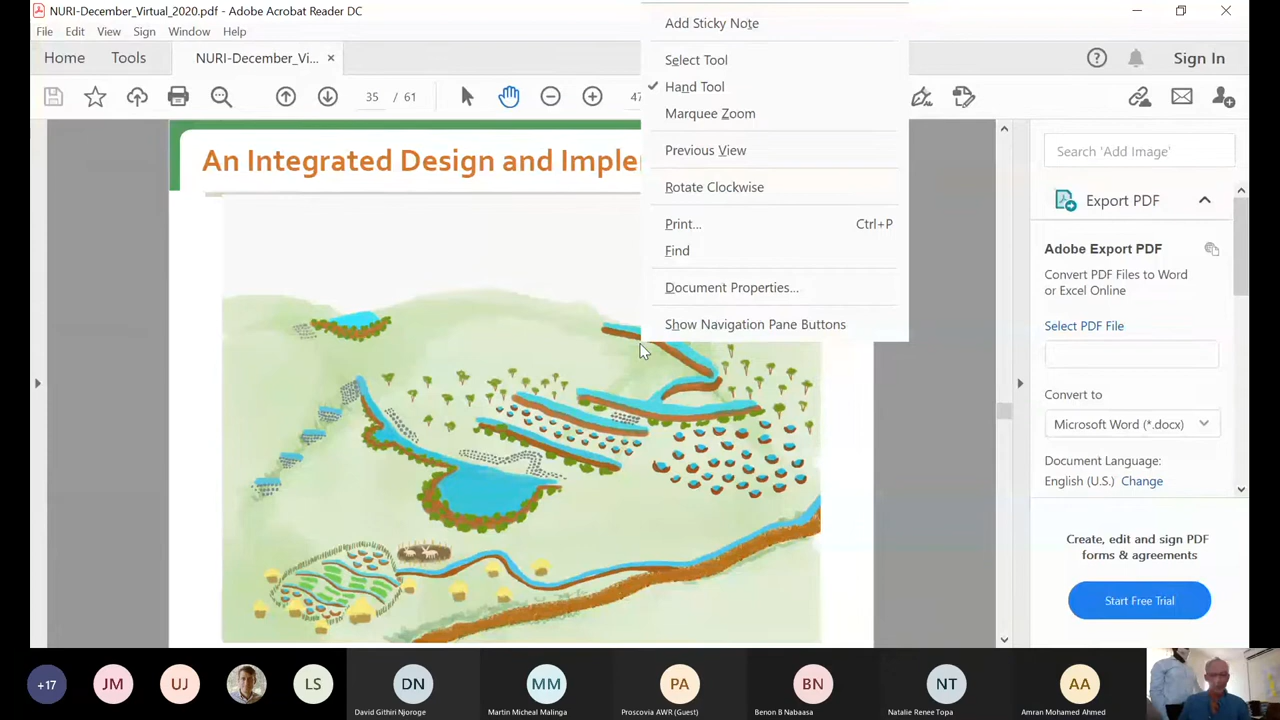 NURI-December_Virtual_2020.pdf - Adobe Acrobat Reader DC
File Edit View Sign Window Help
Home Tools NURI-December_Vi... × Sign In
35 / 61 47
An Integrated Design and Imple
Add Sticky Note
Select Tool
Hand Tool
Marquee Zoom
Previous View
Rotate Clockwise
Print... Ctrl+P
Find
Document Properties...
Show Navigation Pane Buttons
Search 'Add Image'
Export PDF
Adobe Export PDF
Convert PDF Files to Word
or Excel Online
Select PDF File
Convert to
Microsoft Word (*.docx)
Document Language:
English (U.S.) Change
Create, edit and sign PDF
forms & agreements
Start Free Trial
+17 JM UJ LS DN MM PA BN NT AA
David Githiri Njoroge Martin Micheal Malinga Proscovia AWR (Guest) Benon B Nabaasa Natalie Renee Topa Amran Mohamed Ahmed